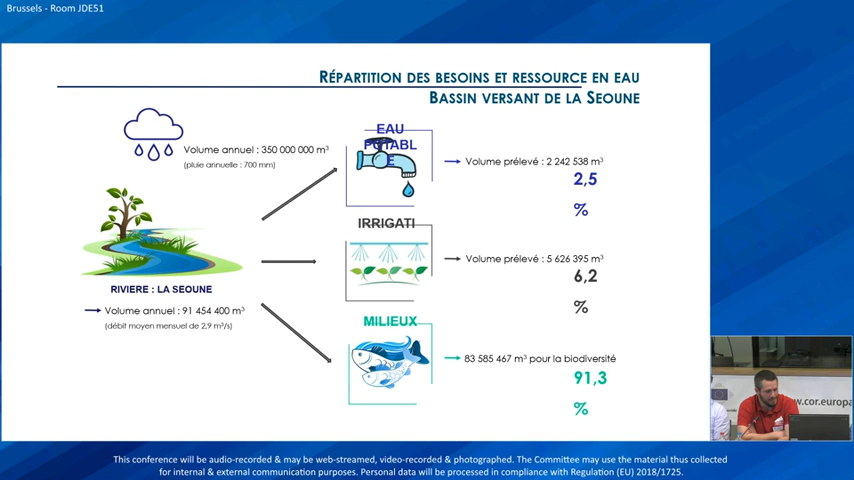 Brussels - Room JDE51
RÉPARTITION DES BESOINS ET RESSOURCE EN EAU
BASSIN VERSANT DE LA SEOUNE
Volume annuel : 350 000 000 m³
(pluie annuelle : 700 mm)
RIVIERE : LA SEOUNE
Volume annuel : 91 454 400 m³
(débit moyen mensuel de 2,9 m³/s)
EAU
POTABL
E
Volume prélevé : 2 242 538 m³
2,5
%
IRRIGATI
Volume prélevé : 5 626 395 m³
6,2
%
MILIEUX
83 585 467 m³ pour la biodiversité
91,3
%
w.cor.europa
This conference will be audio-recorded & may be web-streamed, video-recorded & photographed. The Committee may use the material thus collected
for internal & external communication purposes. Personal data will be processed in compliance with Regulation (EU) 2018/1725.